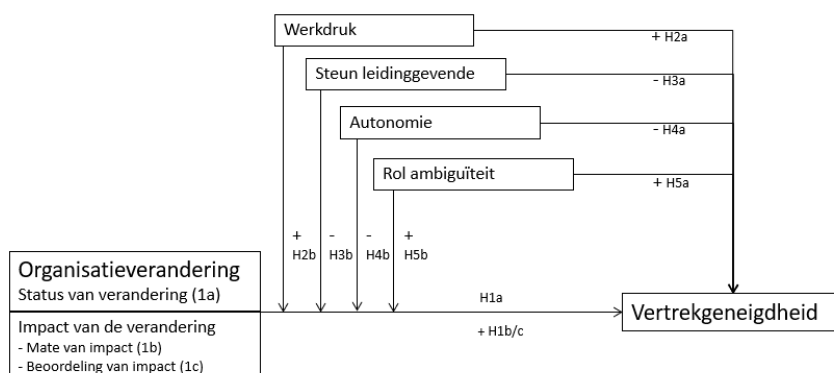 Werkdruk
+ H2a
Steun leidinggevende
- H3a
Autonomie
- H4a
Rol ambiguïteit
+ H5a
+ - - +
H2b H3b H4b H5b
Organisatieverandering
Status van verandering (1a)
H1a
Vertrekgeneigdheid
Impact van de verandering
- Mate van impact (1b)
- Beoordeling van impact (1c)
+ H1b/c